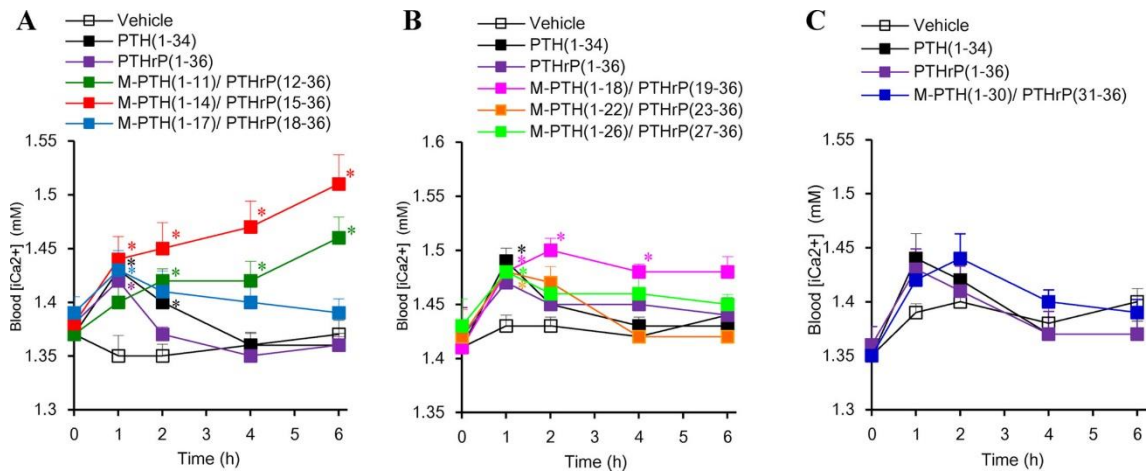 A
Vehicle
PTH(1-34)
PTHrP(1-36)
M-PTH(1-11)/ PTHrP(12-36)
M-PTH(1-14)/ PTHrP(15-36)
M-PTH(1-17)/ PTHrP(18-36)
1.55
1.5
1.45
1.4
1.35
1.3
Blood [iCa2+] (mM)
* * * * * * * * * * *
0 1 2 3 4 5 6
Time (h)
B
Vehicle
PTH(1-34)
PTHrP(1-36)
M-PTH(1-18)/ PTHrP(19-36)
M-PTH(1-22)/ PTHrP(23-36)
M-PTH(1-26)/ PTHrP(27-36)
1.6
1.55
1.5
1.45
1.4
1.35
Blood [iCa2+] (mM)
* * * * * *
0 1 2 3 4 5 6
Time (h)
C
Vehicle
PTH(1-34)
PTHrP(1-36)
M-PTH(1-30)/ PTHrP(31-36)
1.55
1.5
1.45
1.4
1.35
1.3
Blood [iCa2+] (mM)
0 1 2 3 4 5 6
Time (h)